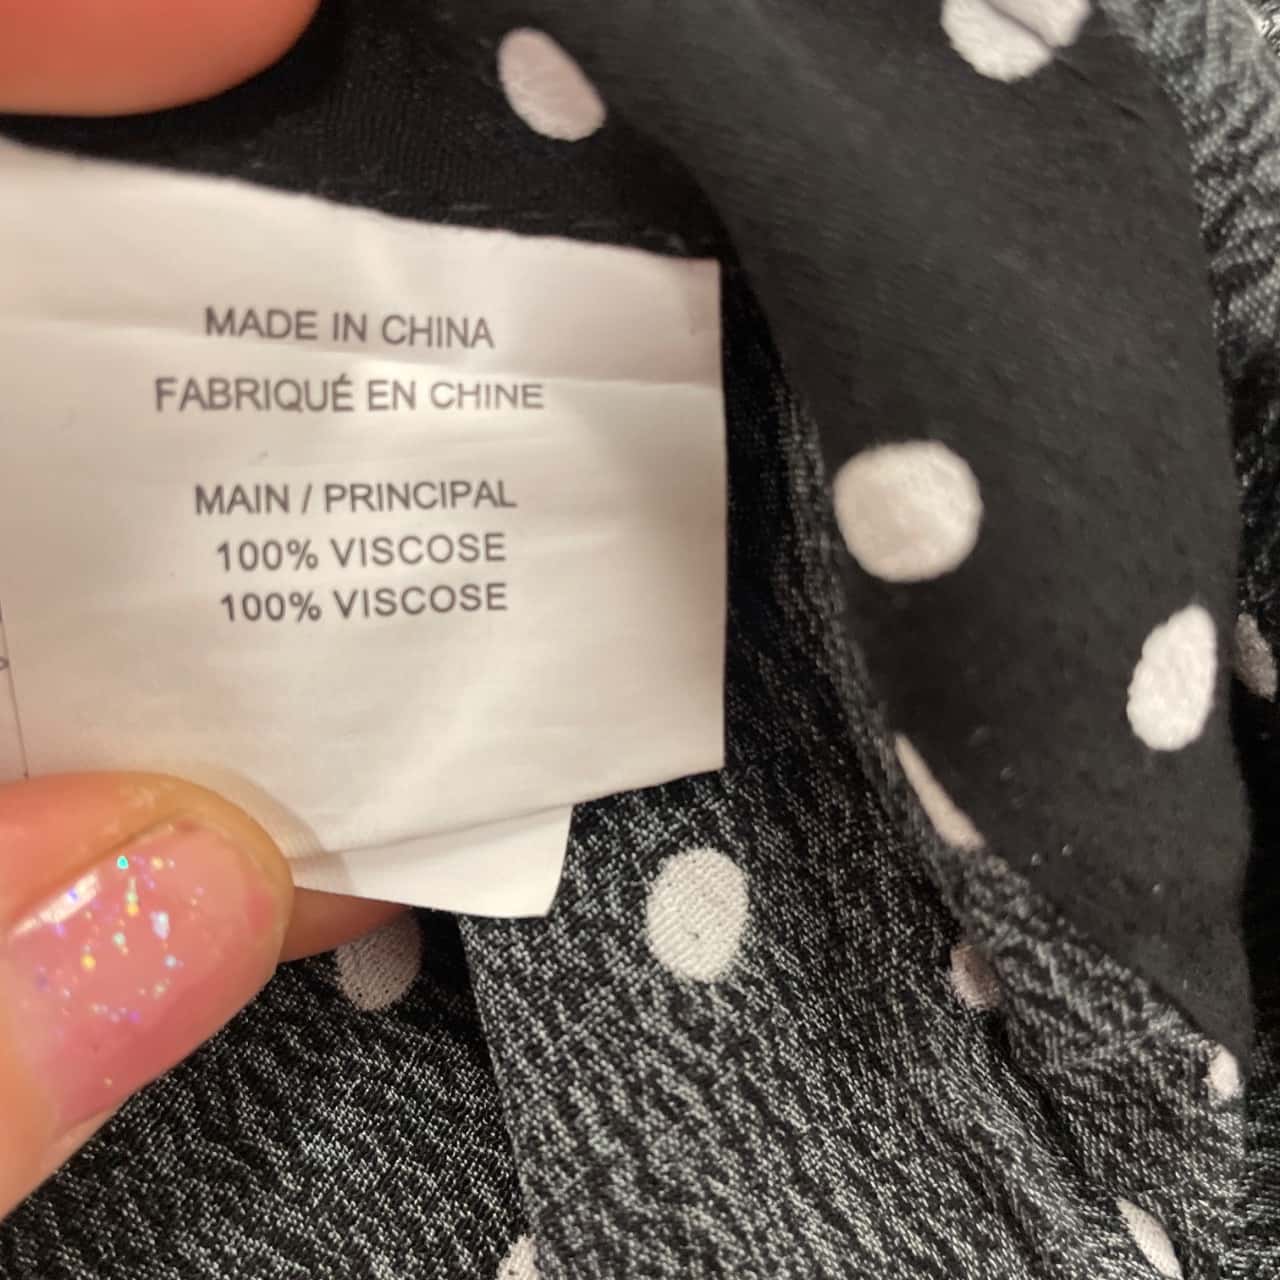 MADE IN CHINA
FABRIQUÉ EN CHINE
MAIN / PRINCIPAL
100% VISCOSE
100% VISCOSE